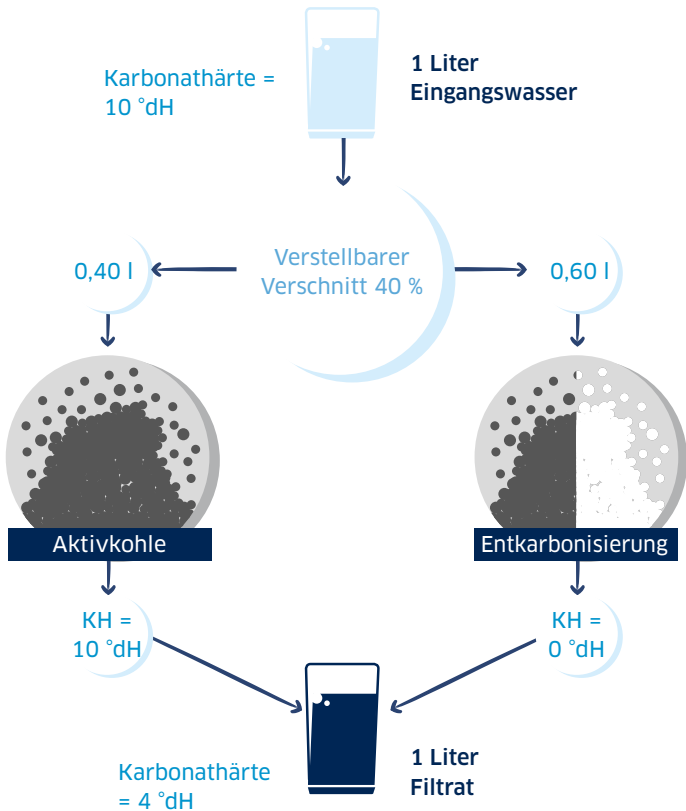 Karbonathärte =
10 °dH
1 Liter
Eingangswasser
Verstellbarer
Verschnitt 40 %
0,40 l
0,60 l
Aktivkohle
Entkarbonisierung
KH =
10 °dH
KH =
0 °dH
Karbonathärte
= 4 °dH
1 Liter
Filtrat